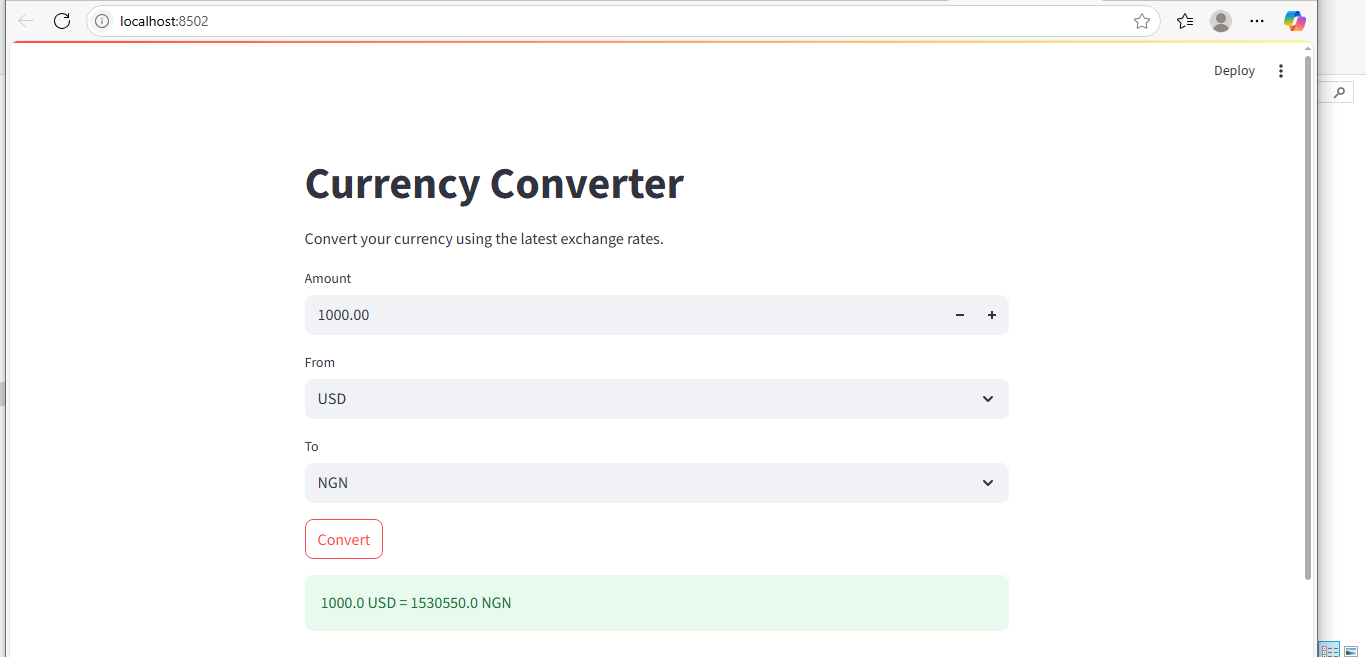 localhost:8502
Deploy
Currency Converter
Convert your currency using the latest exchange rates.
Amount
1000.00
From
USD
To
NGN
Convert
1000.0 USD = 1530550.0 NGN